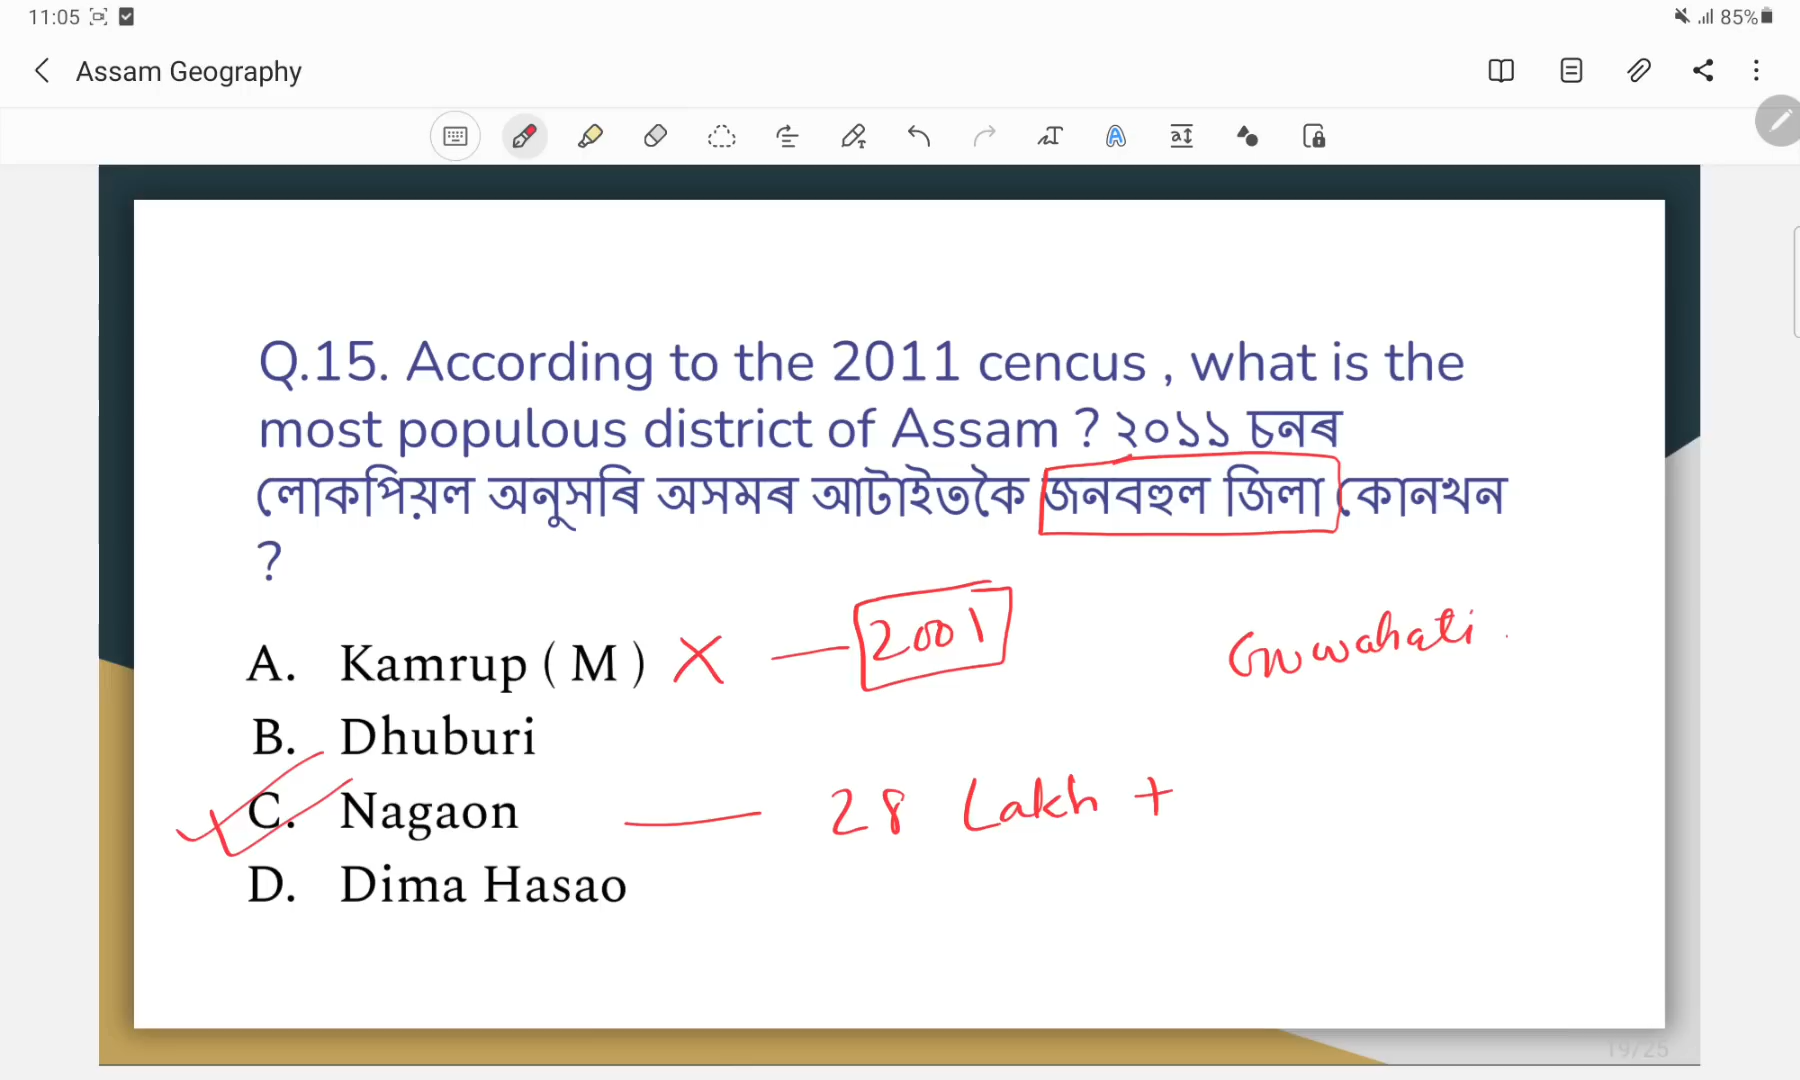 11:05
85%
Assam Geography
Q.15. According to the 2011 cencus , what is the
most populous district of Assam ? ২০১১ চনৰ
লোকপিয়ল অনুসৰি অসমৰ আটাইতকৈ জনবহুল জিলা কোনখন
?
A. Kamrup ( M ) X — 2001
Guwahati
B. Dhuburi
C. Nagaon — 28 Lakh +
D. Dima Hasao
19/25